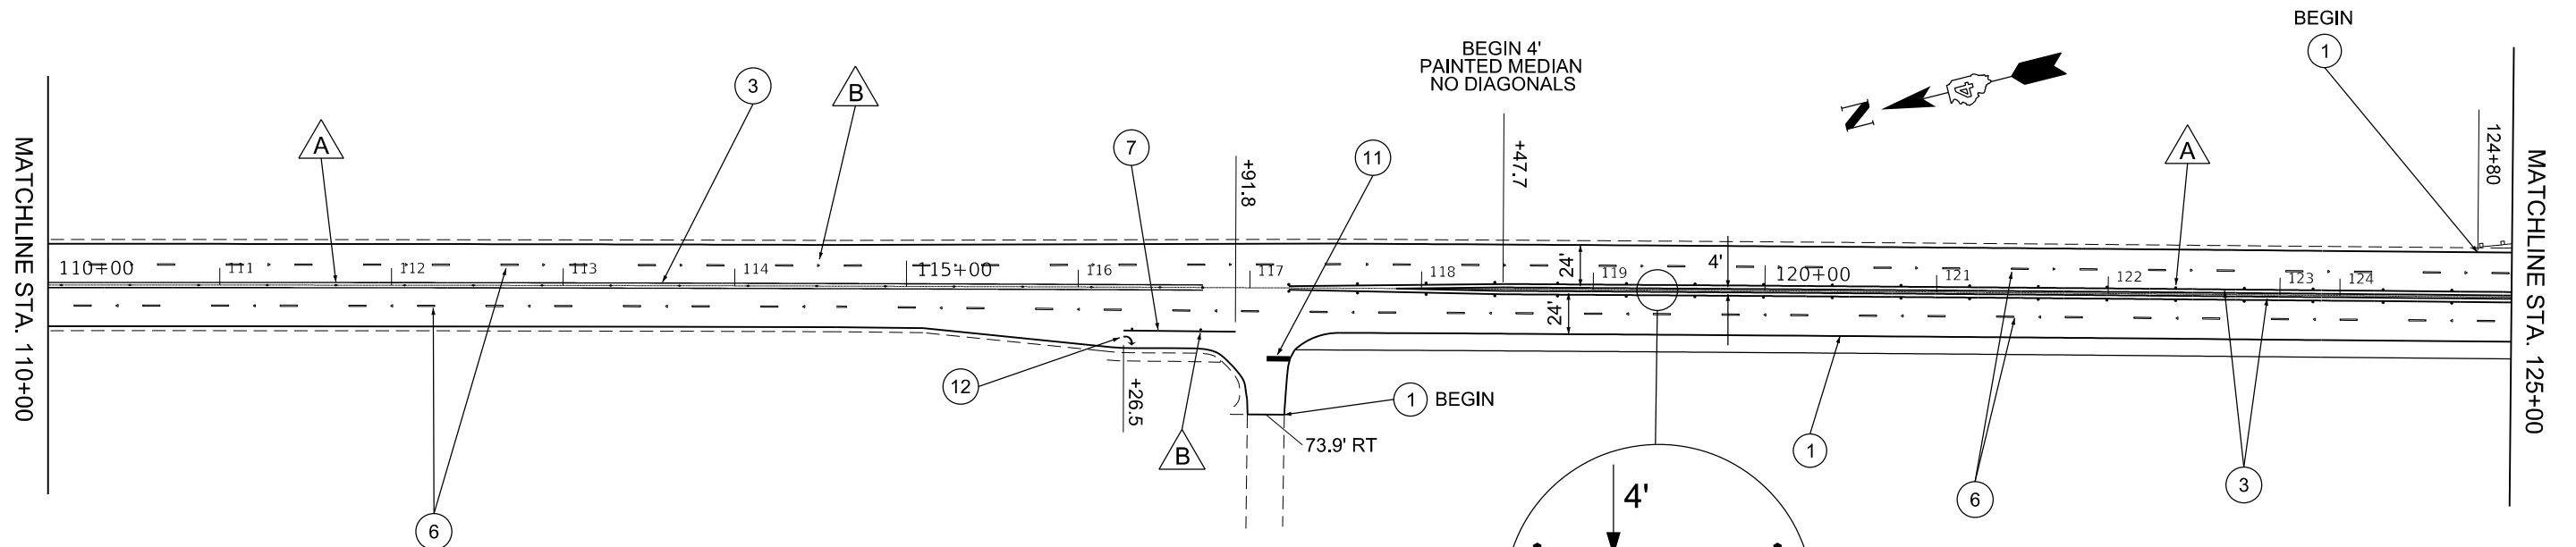 BEGIN
1
BEGIN 4'
PAINTED MEDIAN
NO DIAGONALS
3
B
A
7
11
+91.8
+47.7
N
4
A
124+80
MATCHLINE STA. 110+00
MATCHLINE STA. 125+00
110+00
111
112
113
114
115+00
116
117
118
24'
119
4'
120+00
121
122
123
124
24'
12
+26.5
B
1 BEGIN
73.9' RT
1
6
6
3
4'